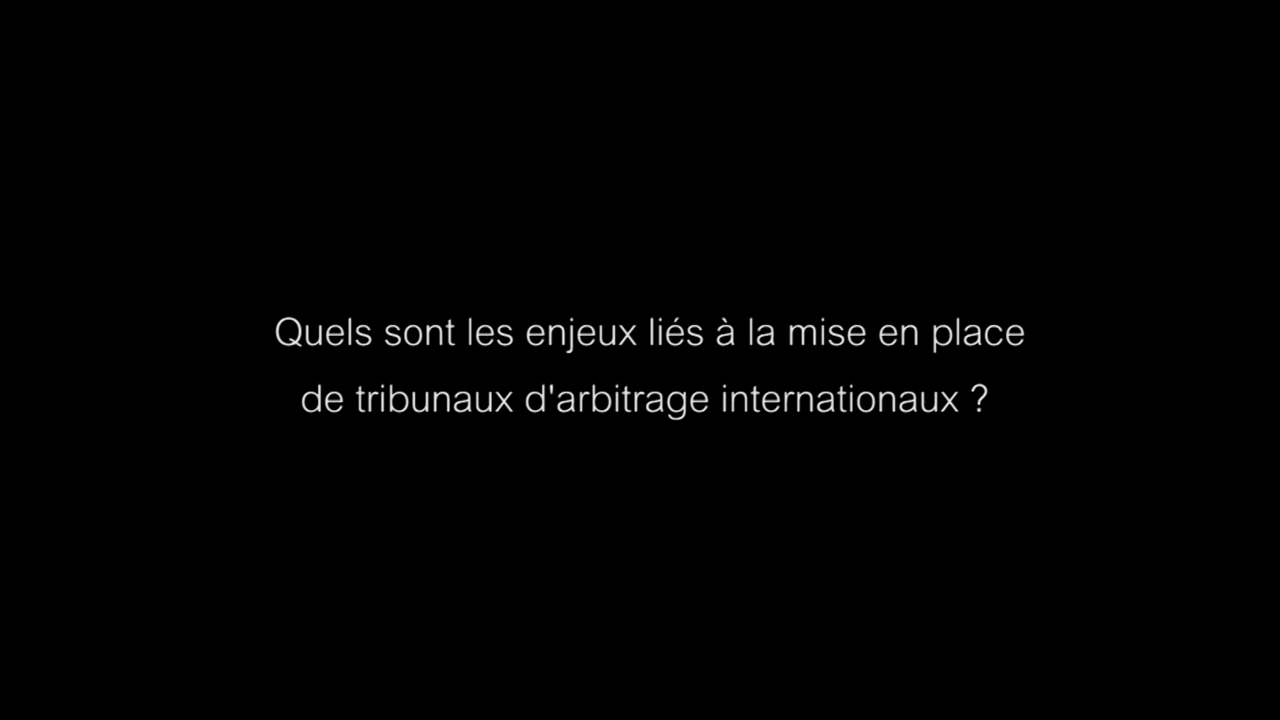 Quels sont les enjeux liés à la mise en place
de tribunaux d'arbitrage internationaux ?